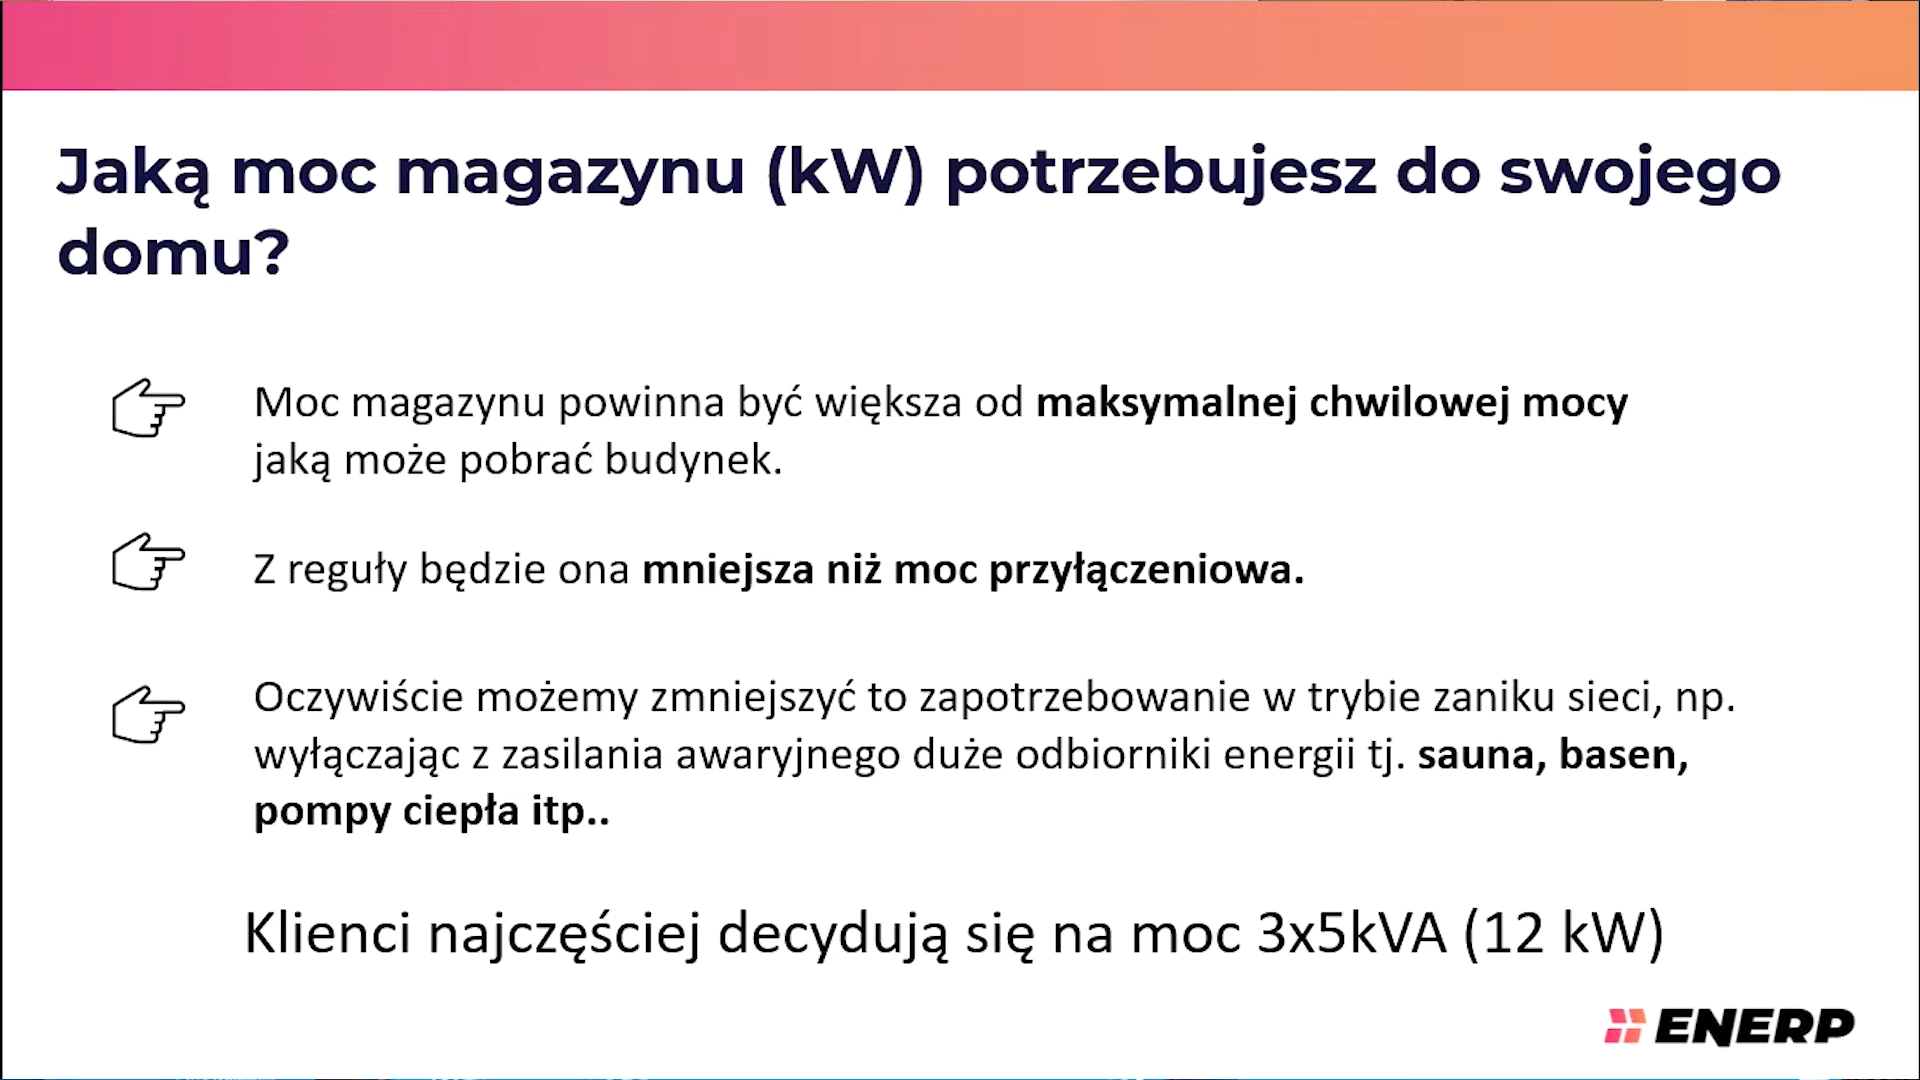 Jaką moc magazynu (kW) potrzebujesz do swojego
domu?
Moc magazynu powinna być większa od maksymalnej chwilowej mocy
jaką może pobrać budynek.
Z reguły będzie ona mniejsza niż moc przyłączeniowa.
Oczywiście możemy zmniejszyć to zapotrzebowanie w trybie zaniku sieci, np.
wyłączając z zasilania awaryjnego duże odbiorniki energii tj. sauna, basen,
pompy ciepła itp..
Klienci najczęściej decydują się na moc 3x5kVA (12 kW)
ENERP